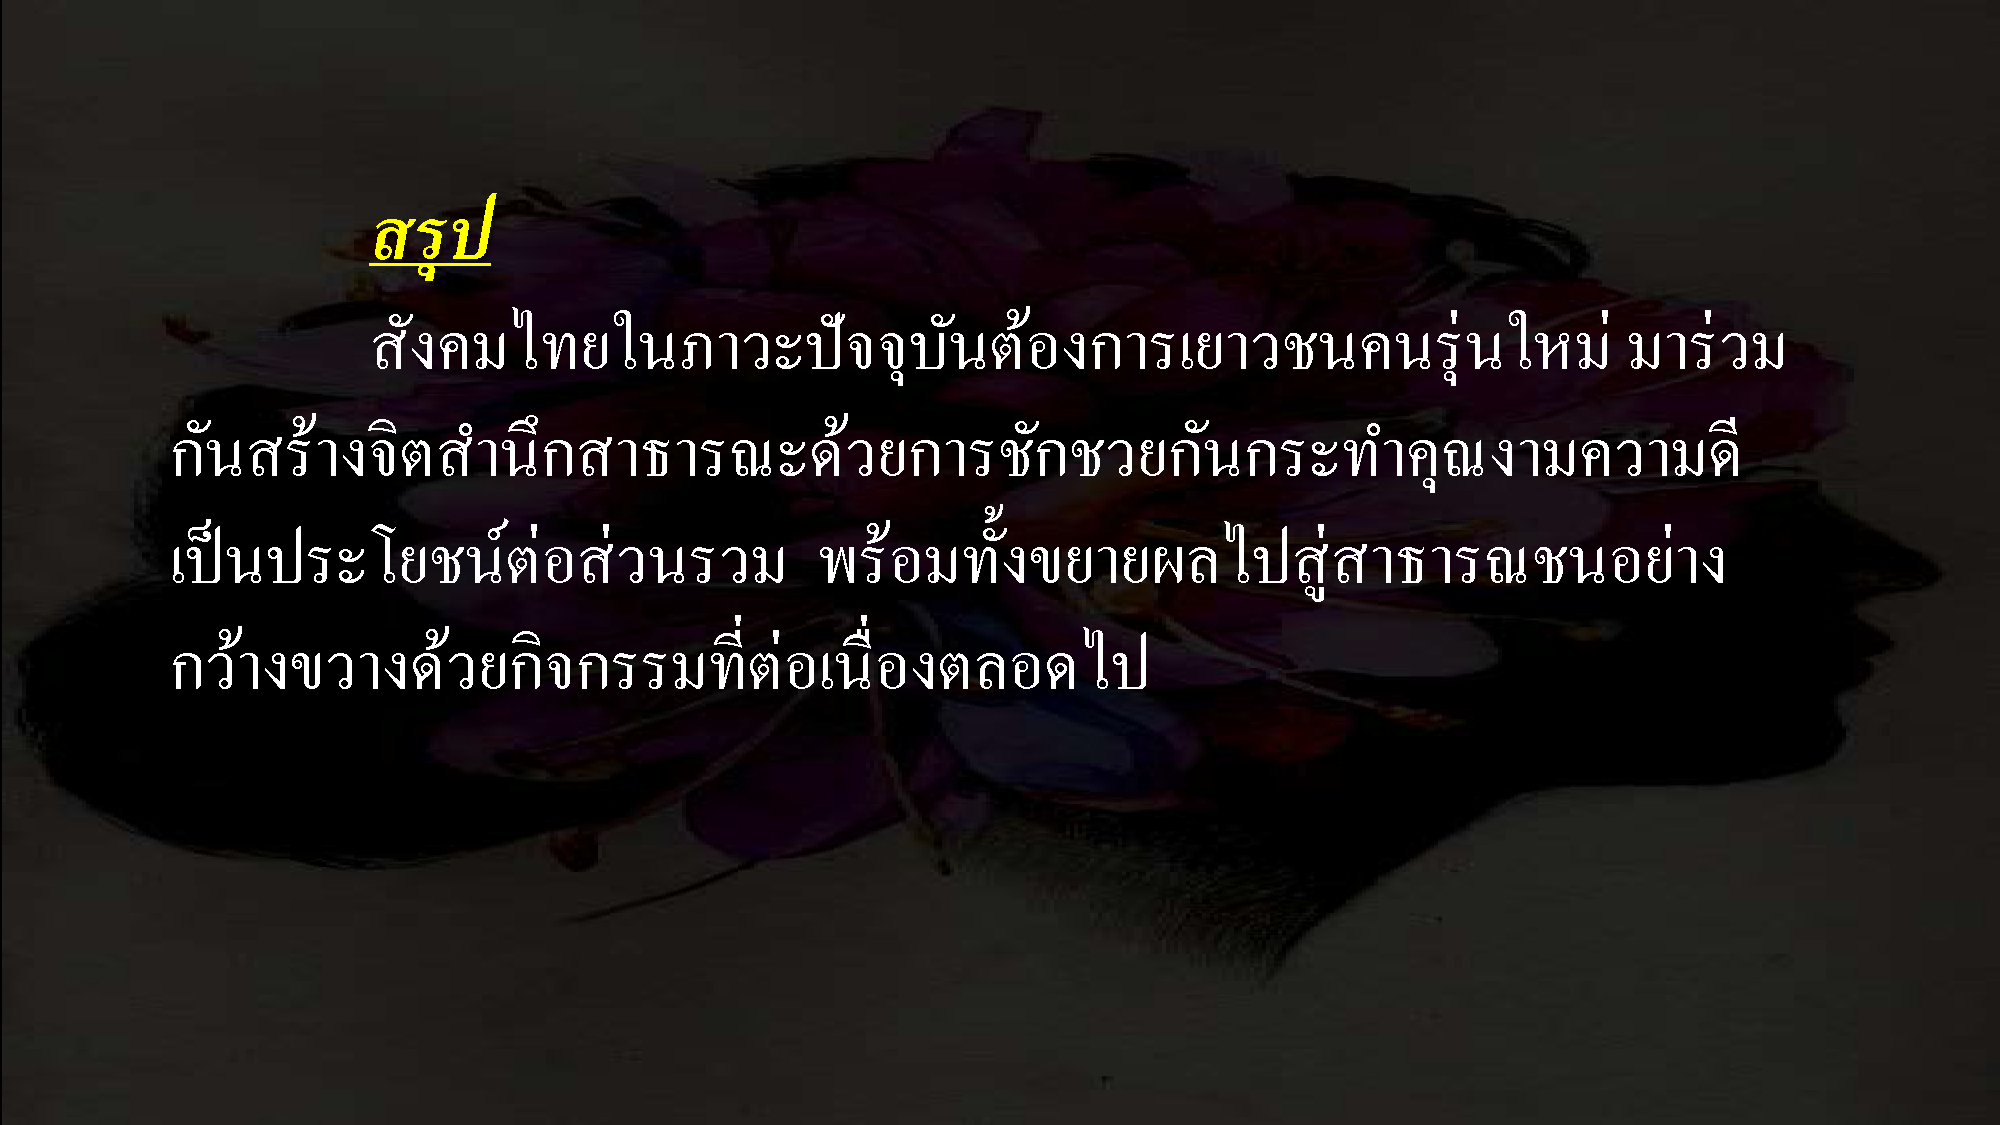 สรุป
สังคมไทยในภาวะปัจจุบันต้องการเยาวชนคนรุ่นใหม่ มาร่วม
กันสร้างจิตสำนึกสาธารณะด้วยการชักชวยกันกระทำคุณงามความดี
เป็นประโยชน์ต่อส่วนรวม พร้อมทั้งขยายผลไปสู่สาธารณชนอย่าง
กว้างขวางด้วยกิจกรรมที่ต่อเนื่องตลอดไป